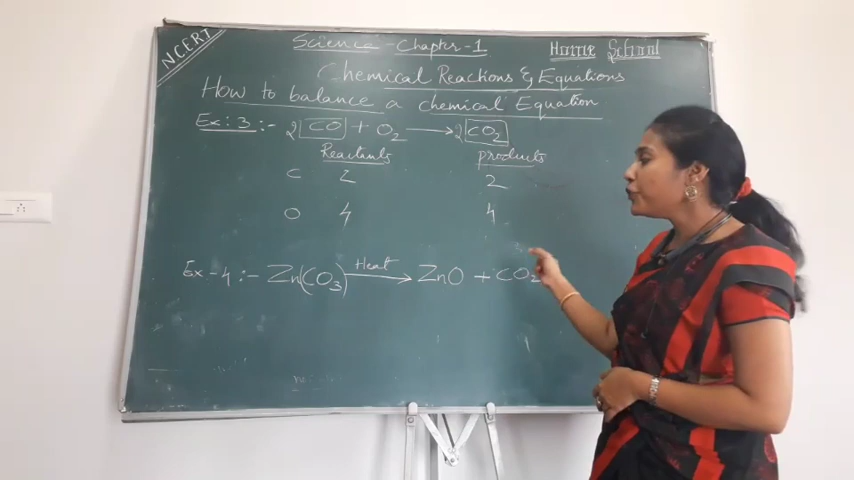 NCERT
Science - Chapter-1
Home School
Chemical Reactions & Equations
How to balance a chemical Equation
Ex:3:- 2 CO + O₂ → 2 CO₂
Reactants products
C 2 2
O 4 4
Ex-4:- Zn(CO₃) Heat → ZnO + CO₂